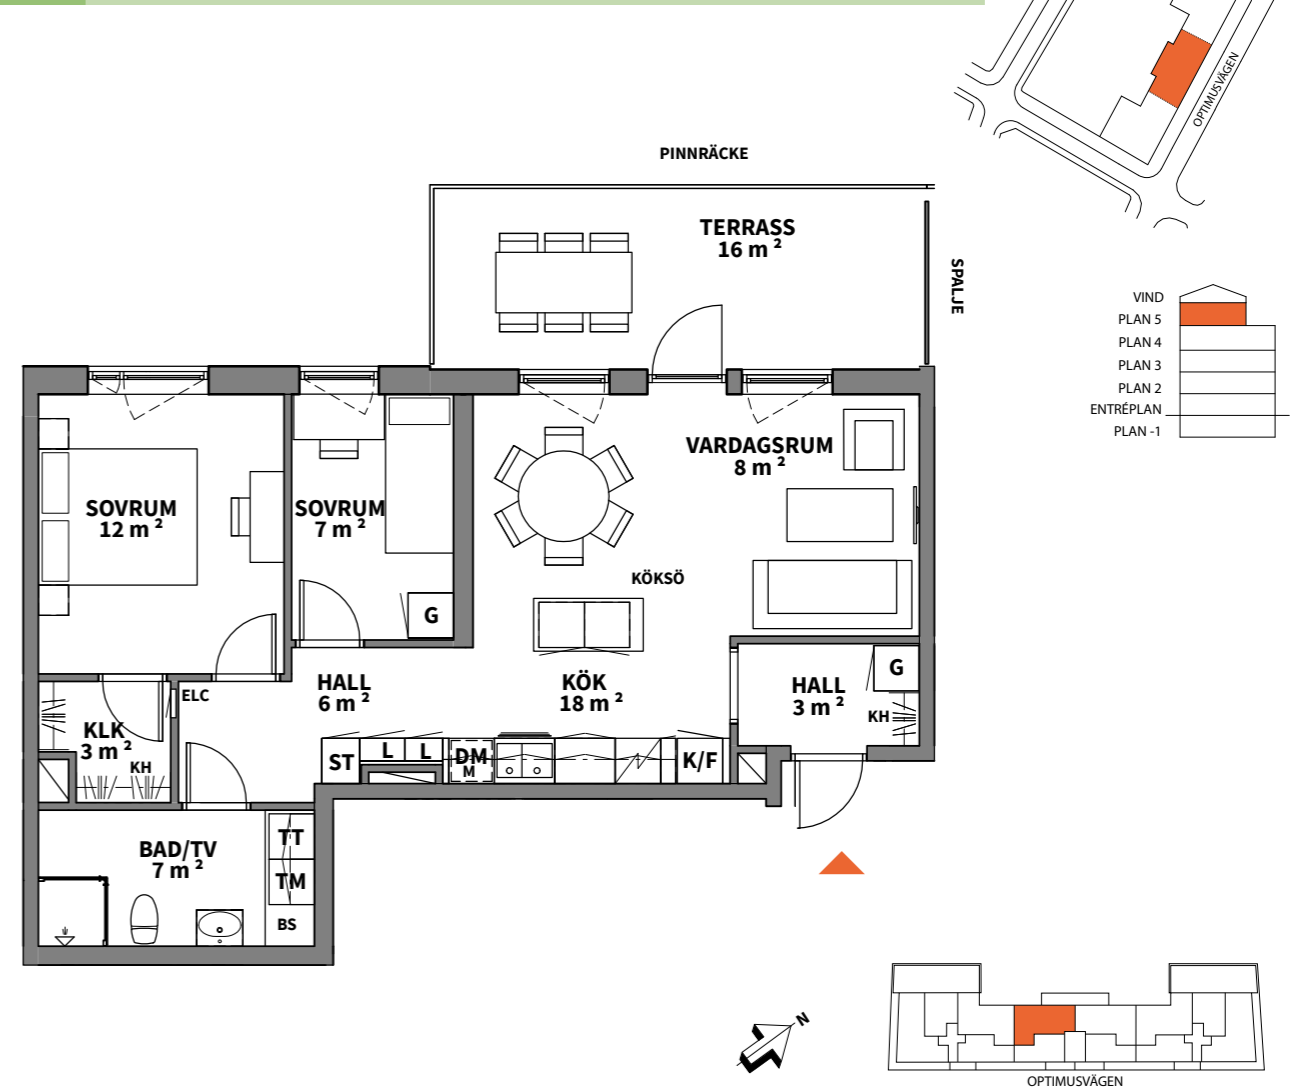 OPTIMUSVÄGEN
PINNRÄCKE
TERRASS
16 m²
SPALJE
VIND
PLAN 5
PLAN 4
PLAN 3
PLAN 2
ENTRÉPLAN
PLAN -1
VARDAGSRUM
8 m²
SOVRUM
12 m²
SOVRUM
7 m²
KÖKSÖ
G
HALL
6 m²
KÖK
18 m²
HALL
3 m²
G
KH
ELC
KLK
3 m²
KH
ST
L
L
DM
M
K/F
BAD/TV
7 m²
TT
TM
BS
N
OPTIMUSVÄGEN